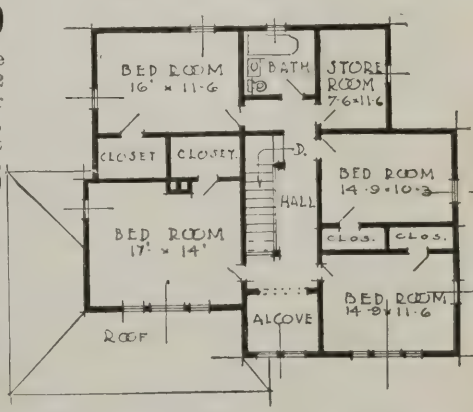 BED ROOM
16' × 11-6
BATH
STORE
ROOM
7-6×11-6
CLOSET
CLOSET.
D.
BED ROOM
14-9×10-3
HALL
BED ROOM
17' × 14'
CLOS.
CLOS.
BED ROOM
14-9×11-6
ALCOVE
ROOF